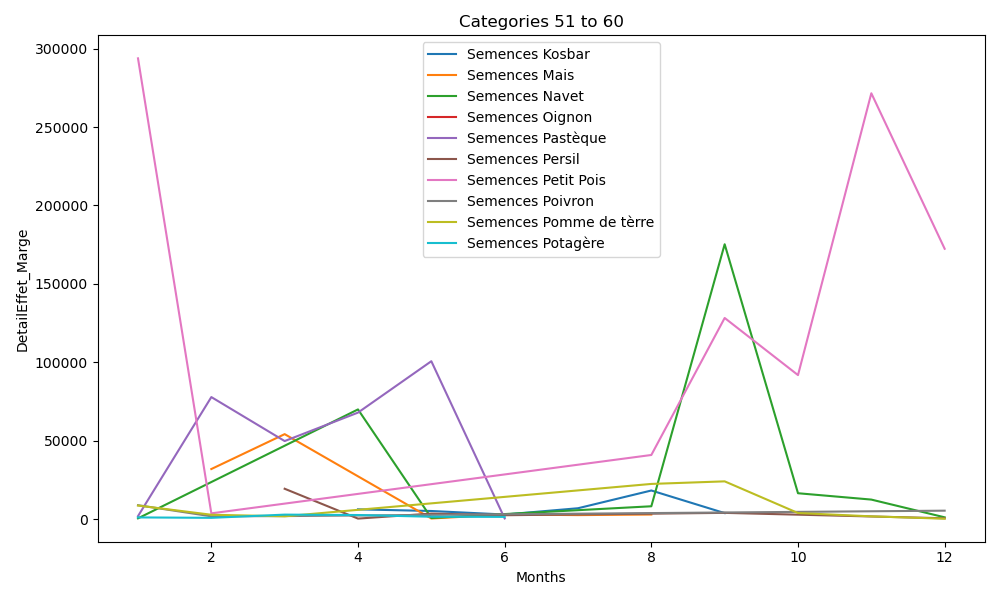 Categories 51 to 60
300000
250000
200000
150000
100000
50000
0
DetailEffet_Marge
Semences Kosbar
Semences Mais
Semences Navet
Semences Oignon
Semences Pastèque
Semences Persil
Semences Petit Pois
Semences Poivron
Semences Pomme de tèrre
Semences Potagère
2 4 6 8 10 12
Months